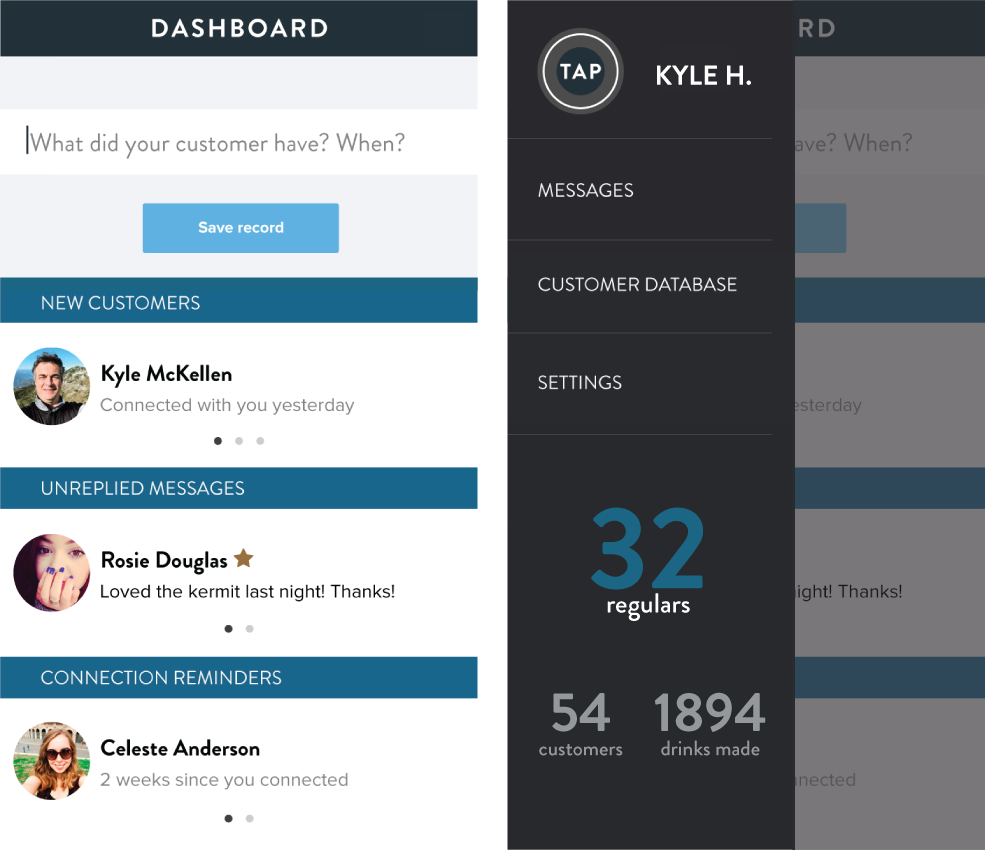 DASHBOARD
What did your customer have? When?
Save record
NEW CUSTOMERS
Kyle McKellen
Connected with you yesterday
UNREPLIED MESSAGES
Rosie Douglas
Loved the kermit last night! Thanks!
CONNECTION REMINDERS
Celeste Anderson
2 weeks since you connected
TAP
KYLE H.
MESSAGES
CUSTOMER DATABASE
SETTINGS
32
regulars
54
customers
1894
drinks made
RD
ave? When?
esterday
ight! Thanks!
nnected